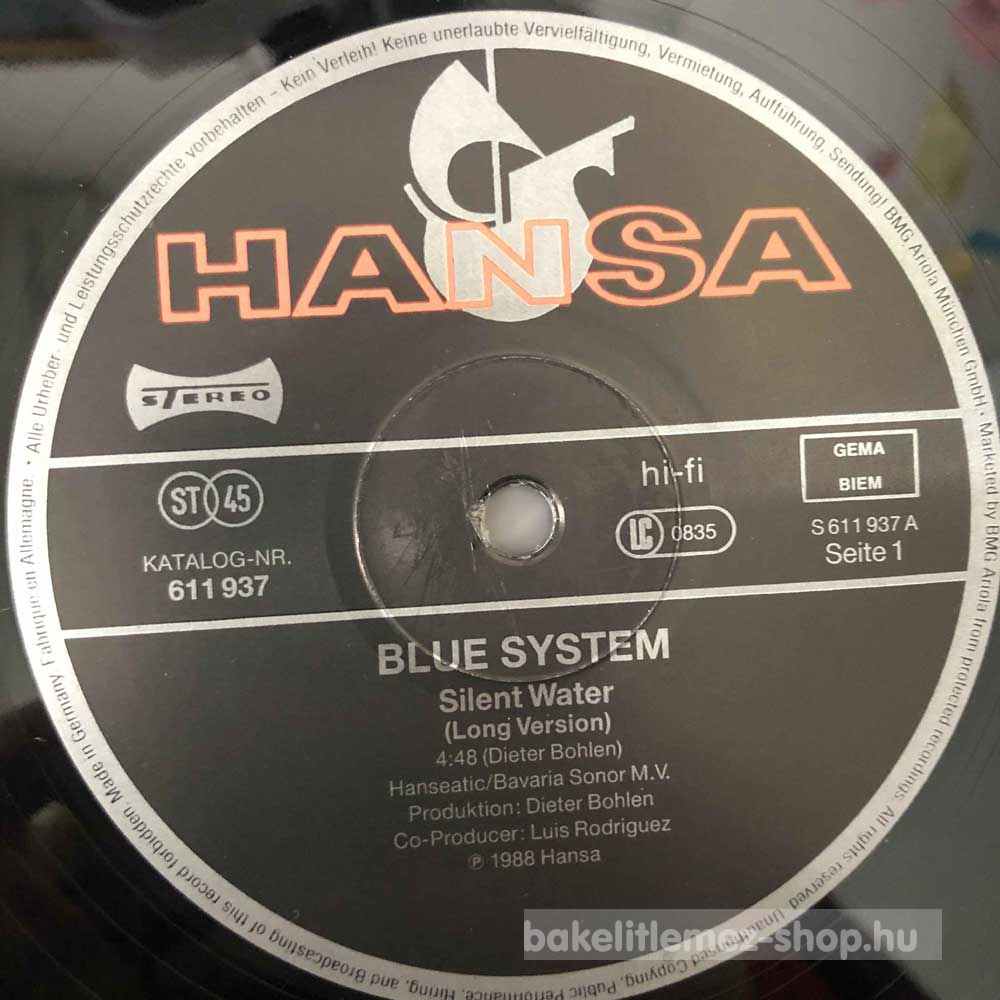 Alle Urheber- und Leistungsschutzrechte vorbehalten – Kein Verleih! Keine unerlaubte Vervielfältigung, Vermietung, Aufführung, Sendung! BMG Ariola München GmbH · Marketed by BMG Ariola from protected recordings. All rights reserved. Unauthorized Copying, Public Performance, Hiring, and Broadcasting of this record forbidden. Made in Germany. Fabriqué en Allemagne. ·
HANSA
STEREO
ST 45
KATALOG-NR.
611 937
hi-fi
LC 0835
GEMA
BIEM
S 611 937 A
Seite 1
BLUE SYSTEM
Silent Water
(Long Version)
4:48 (Dieter Bohlen)
Hanseatic/Bavaria Sonor M.V.
Produktion: Dieter Bohlen
Co-Producer: Luis Rodriguez
℗ 1988 Hansa
bakelitlemez-shop.hu